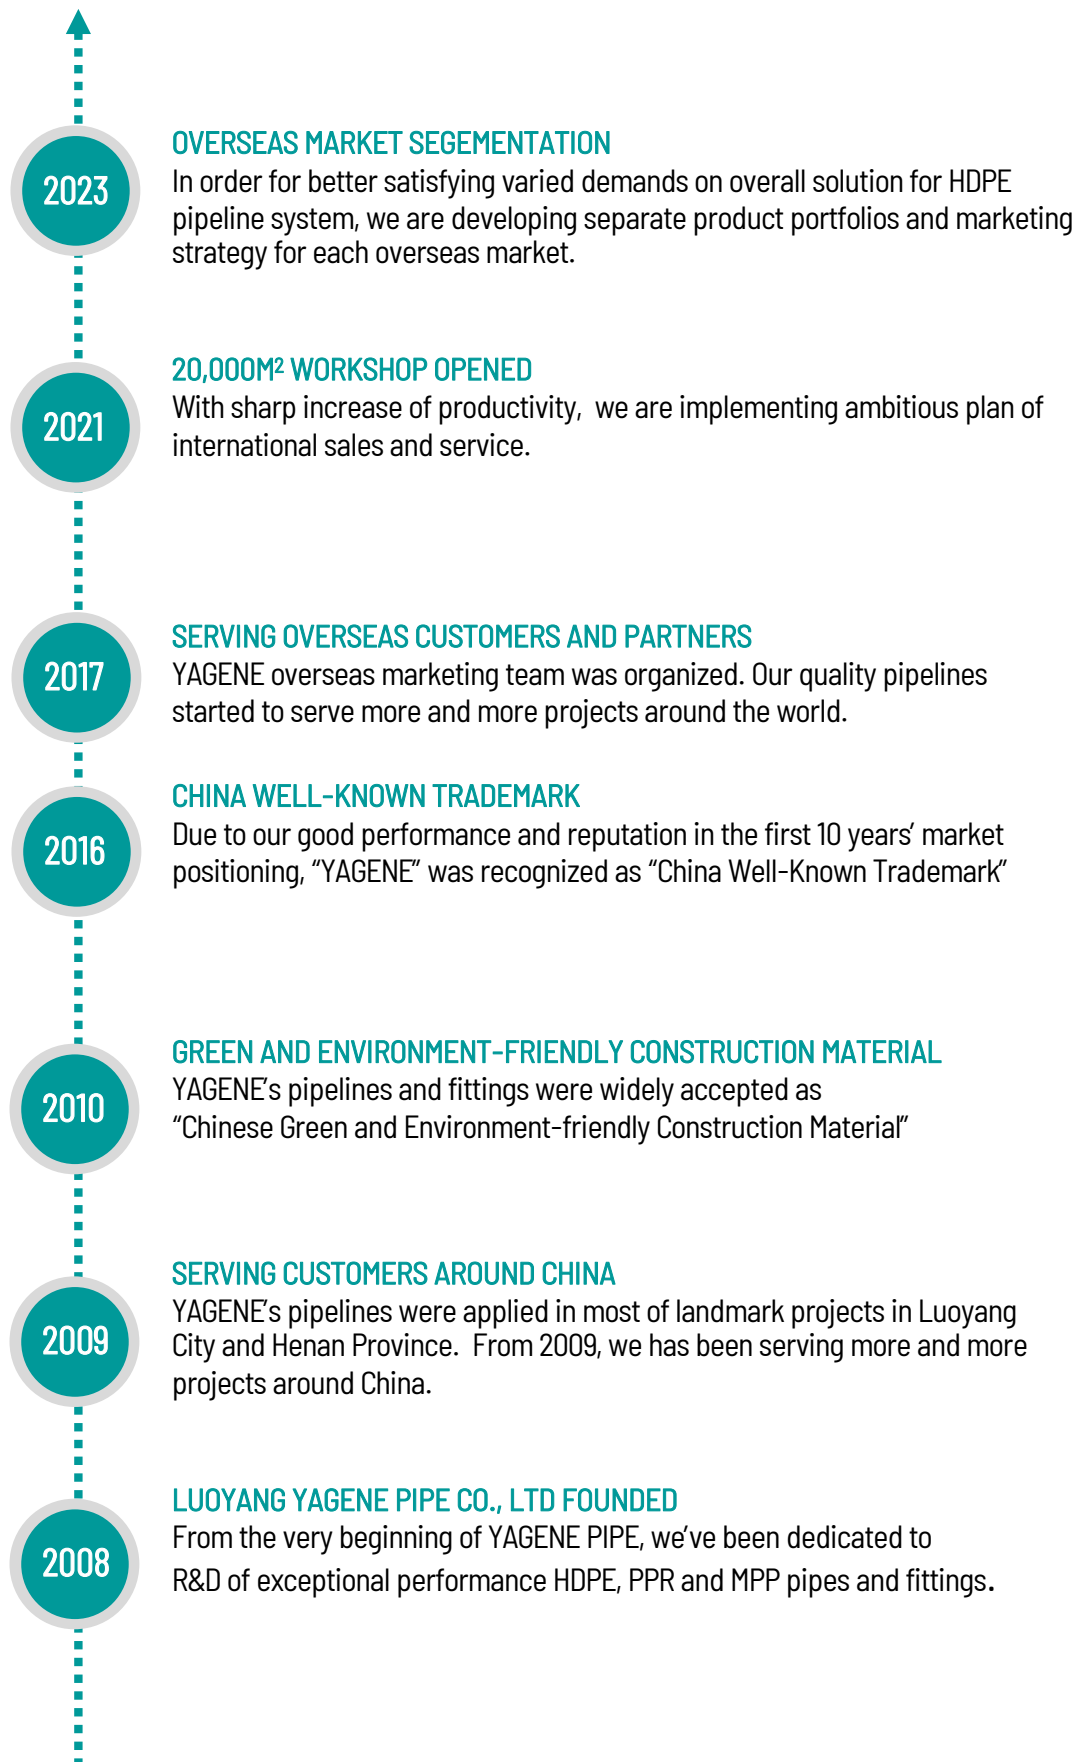 2023
OVERSEAS MARKET SEGEMENTATION
In order for better satisfying varied demands on overall solution for HDPE
pipeline system, we are developing separate product portfolios and marketing
strategy for each overseas market.
2021
20,000M² WORKSHOP OPENED
With sharp increase of productivity,  we are implementing ambitious plan of
international sales and service.
2017
SERVING OVERSEAS CUSTOMERS AND PARTNERS
YAGENE overseas marketing team was organized. Our quality pipelines
started to serve more and more projects around the world.
2016
CHINA WELL-KNOWN TRADEMARK
Due to our good performance and reputation in the first 10 years’ market
positioning, “YAGENE” was recognized as “China Well-Known Trademark”
2010
GREEN AND ENVIRONMENT-FRIENDLY CONSTRUCTION MATERIAL
YAGENE’s pipelines and fittings were widely accepted as
“Chinese Green and Environment-friendly Construction Material”
2009
SERVING CUSTOMERS AROUND CHINA
YAGENE’s pipelines were applied in most of landmark projects in Luoyang
City and Henan Province.  From 2009, we has been serving more and more
projects around China.
2008
LUOYANG YAGENE PIPE CO., LTD FOUNDED
From the very beginning of YAGENE PIPE, we’ve been dedicated to
R&D of exceptional performance HDPE, PPR and MPP pipes and fittings.